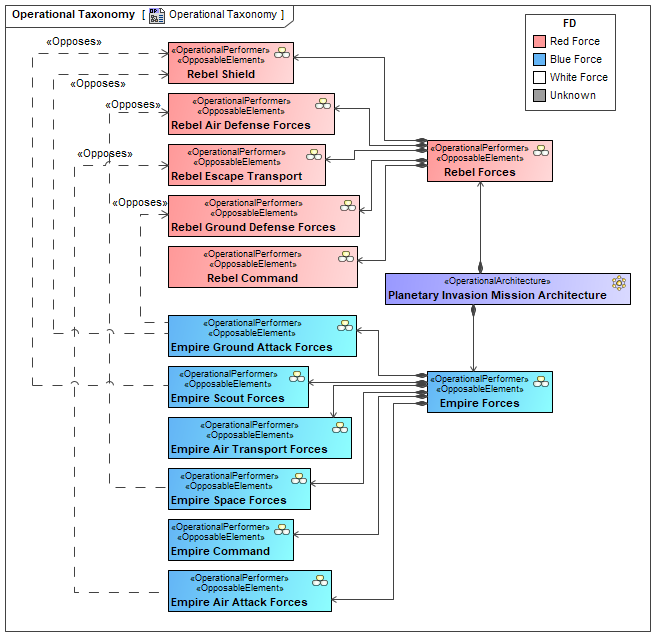 Operational Taxonomy [ Operational Taxonomy ]
FD
Red Force
Blue Force
White Force
Unknown
«Opposes»
«Opposes»
«Opposes»
«Opposes»
«Opposes»
«OperationalPerformer»
«OpposableElement»
Rebel Shield
«OperationalPerformer»
«OpposableElement»
Rebel Air Defense Forces
«OperationalPerformer»
«OpposableElement»
Rebel Escape Transport
«OperationalPerformer»
«OpposableElement»
Rebel Ground Defense Forces
«OperationalPerformer»
«OpposableElement»
Rebel Command
«OperationalPerformer»
«OpposableElement»
Rebel Forces
«OperationalArchitecture»
Planetary Invasion Mission Architecture
«OperationalPerformer»
«OpposableElement»
Empire Ground Attack Forces
«OperationalPerformer»
«OpposableElement»
Empire Scout Forces
«OperationalPerformer»
«OpposableElement»
Empire Forces
«OperationalPerformer»
«OpposableElement»
Empire Air Transport Forces
«OperationalPerformer»
«OpposableElement»
Empire Space Forces
«OperationalPerformer»
«OpposableElement»
Empire Command
«OperationalPerformer»
«OpposableElement»
Empire Air Attack Forces